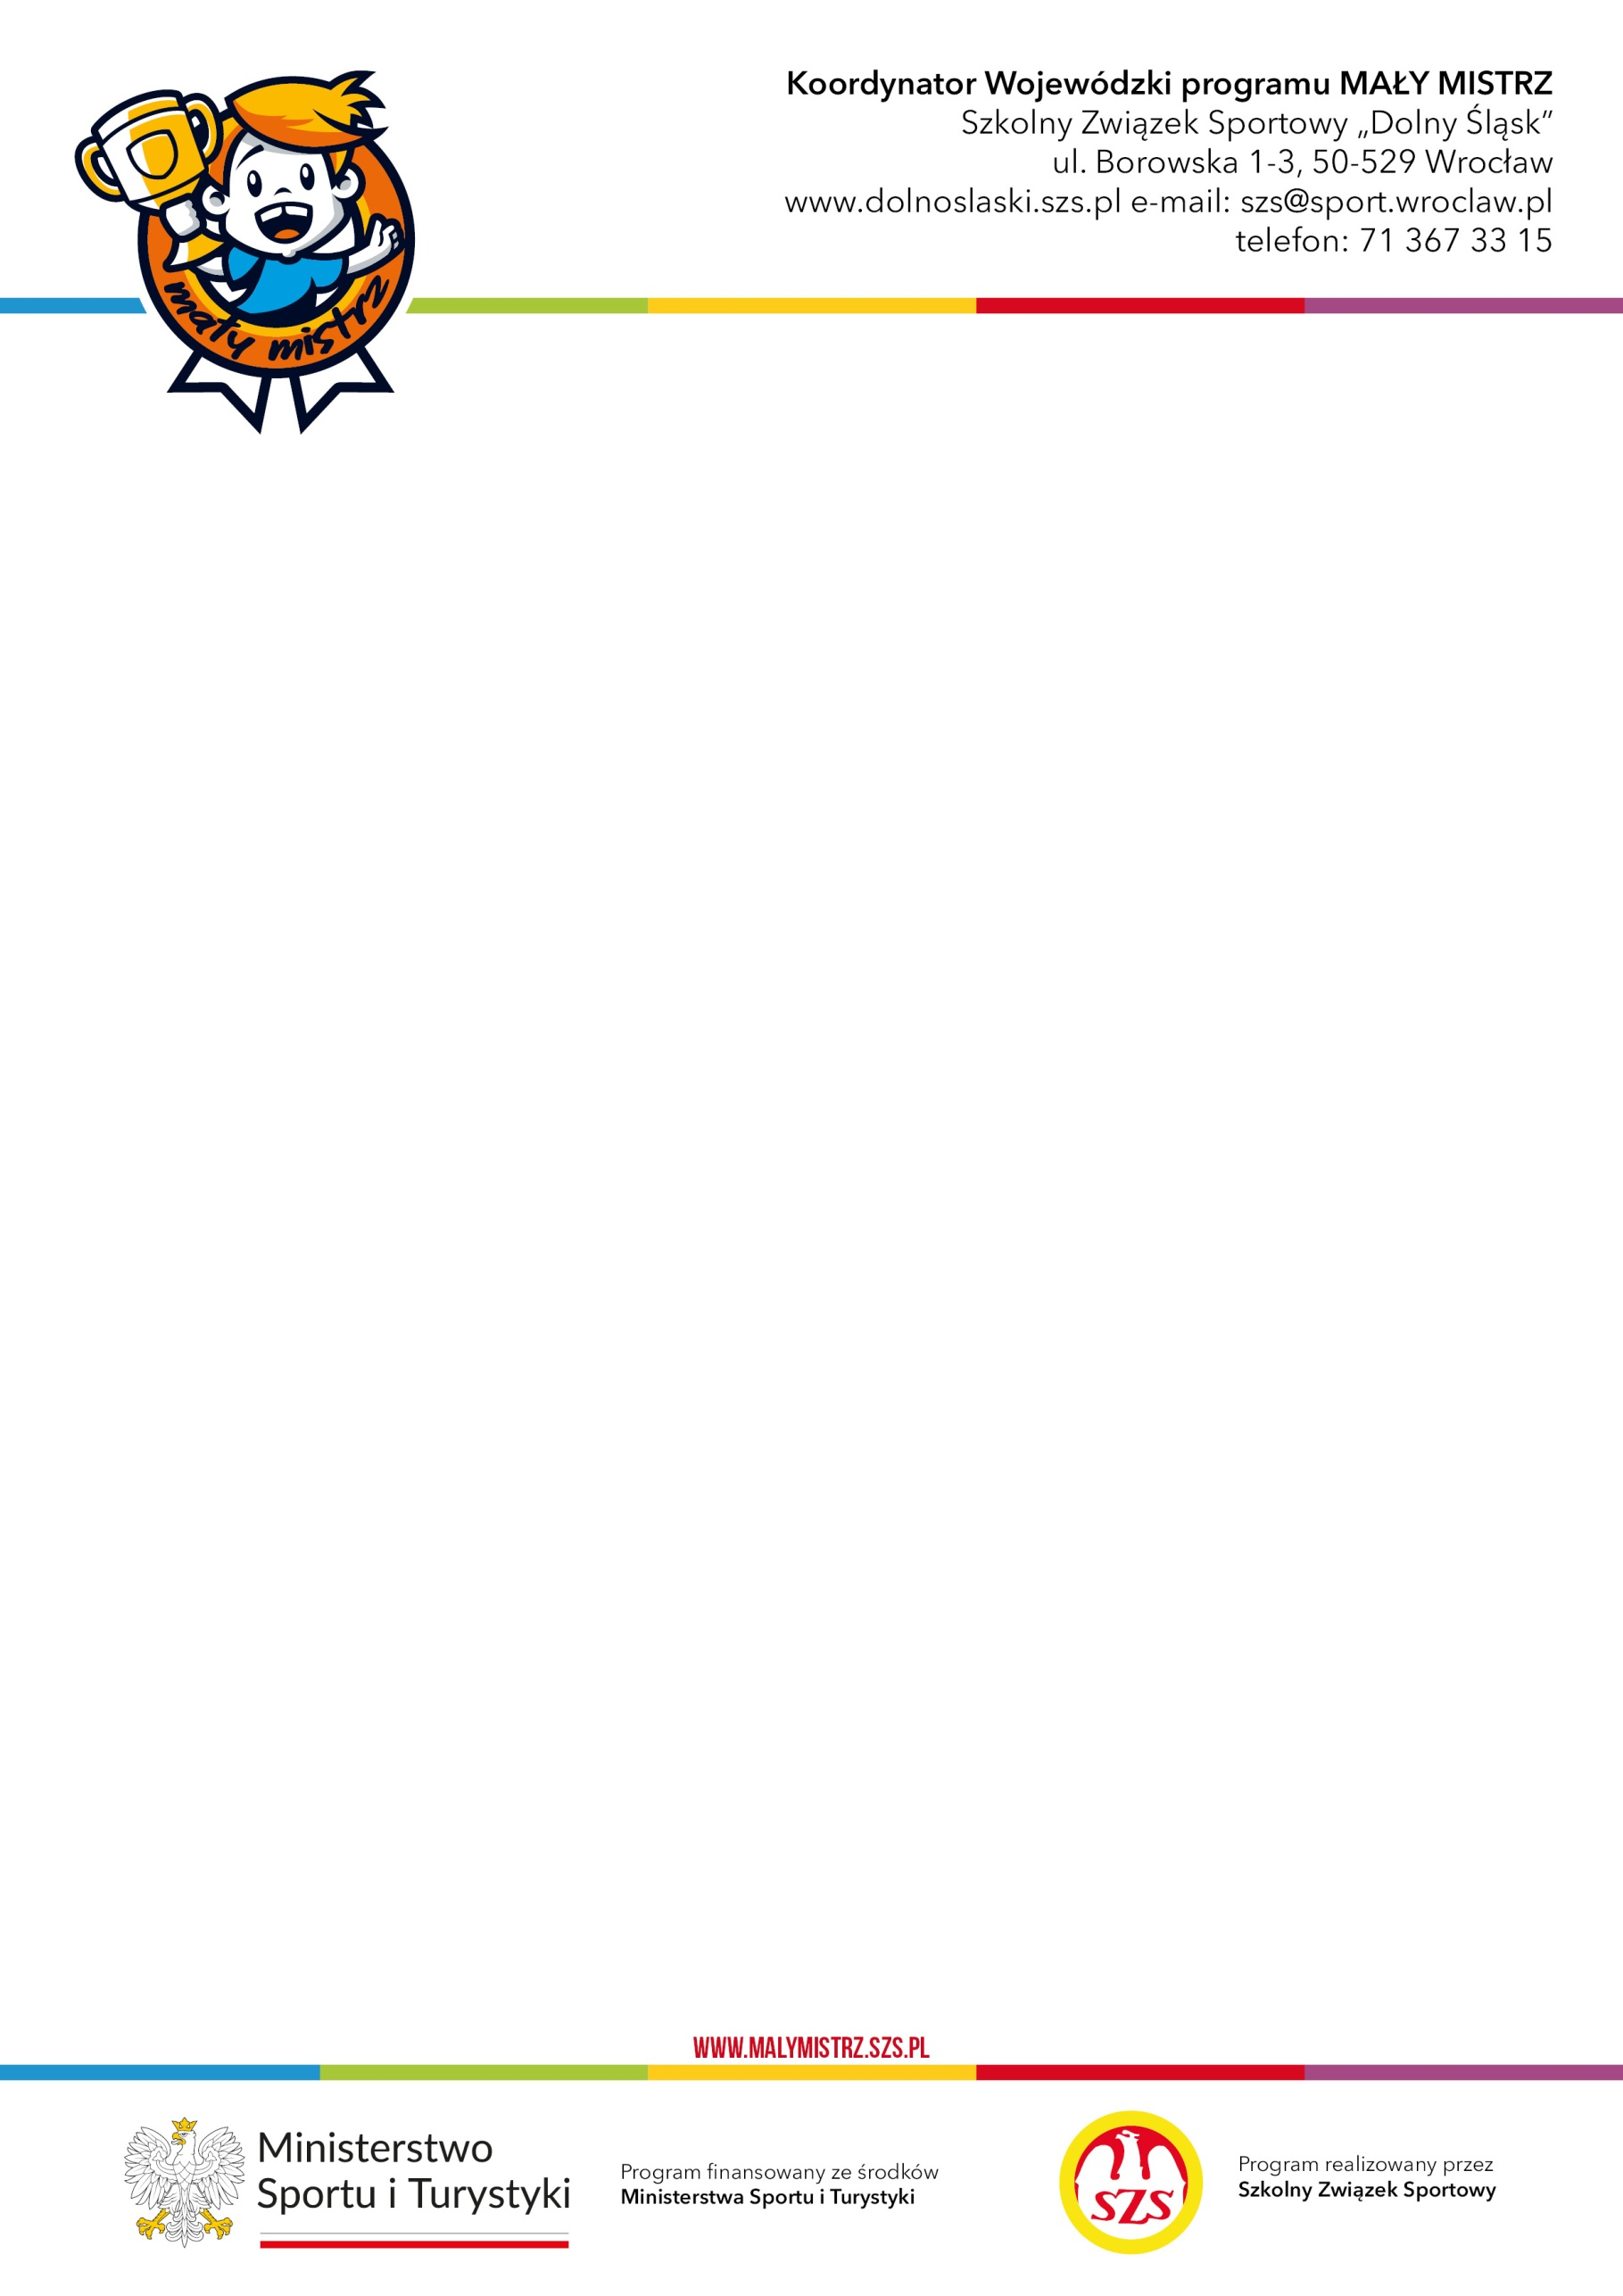 Koordynator Wojewódzki programu MAŁY MISTRZ
Szkolny Związek Sportowy „Dolny Śląsk”
ul. Borowska 1-3, 50-529 Wrocław
www.dolnoslaski.szs.pl e-mail: szs@sport.wroclaw.pl
telefon: 71 367 33 15
mały mistrz
WWW.MALYMISTRZ.SZS.PL
Ministerstwo
Sportu i Turystyki
Program finansowany ze środków
Ministerstwa Sportu i Turystyki
SZS
Program realizowany przez
Szkolny Związek Sportowy